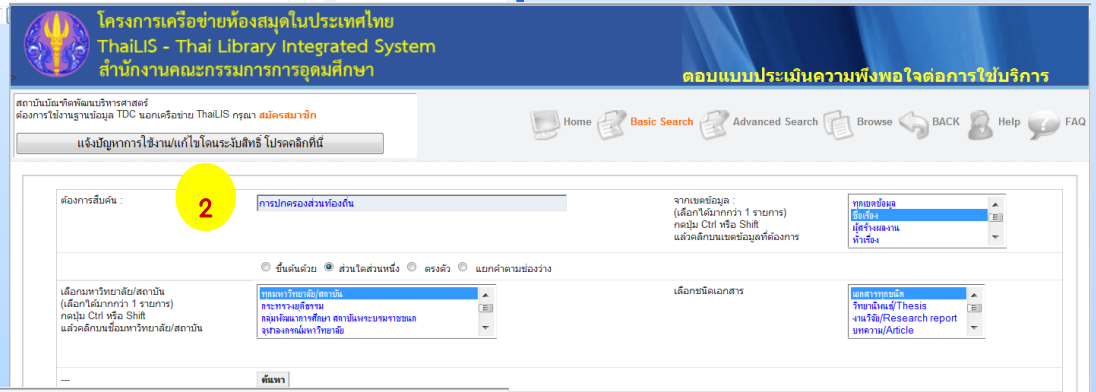 โครงการเครือข่ายห้องสมุดในประเทศไทย
ThaiLIS - Thai Library Integrated System
สำนักงานคณะกรรมการการอุดมศึกษา
ตอบแบบประเมินความพึงพอใจต่อการใช้บริการ
สถาบันบัณฑิตพัฒนบริหารศาสตร์
ต้องการใช้งานฐานข้อมูล TDC นอกเครือข่าย ThaiLIS กรุณา สมัครสมาชิก
แจ้งปัญหาการใช้งาน/แก้ไขโดนระงับสิทธิ์ โปรดคลิกที่นี่
Home Basic Search Advanced Search Browse BACK Help FAQ
ต้องการสืบค้น :
2
การปกครองส่วนท้องถิ่น
จากเขตข้อมูล :
(เลือกได้มากกว่า 1 รายการ)
กดปุ่ม Ctrl หรือ Shift
แล้วคลิกบนเขตข้อมูลที่ต้องการ
ทุกเขตข้อมูล
ชื่อเรื่อง
ผู้สร้างผลงาน
หัวเรื่อง
ขึ้นต้นด้วย ส่วนใดส่วนหนึ่ง ตรงตัว แยกคำตามช่องว่าง
เลือกมหาวิทยาลัย/สถาบัน
(เลือกได้มากกว่า 1 รายการ)
กดปุ่ม Ctrl หรือ Shift
แล้วคลิกบนชื่อมหาวิทยาลัย/สถาบัน
ทุกมหาวิทยาลัย/สถาบัน
กระทรวงยุติธรรม
กลุ่มพัฒนาการศึกษา สถาบันพระบรมราชชนก
จุฬาลงกรณ์มหาวิทยาลัย
เลือกชนิดเอกสาร
เอกสารทุกชนิด
วิทยานิพนธ์/Thesis
งานวิจัย/Research report
บทความ/Article
---
ค้นหา